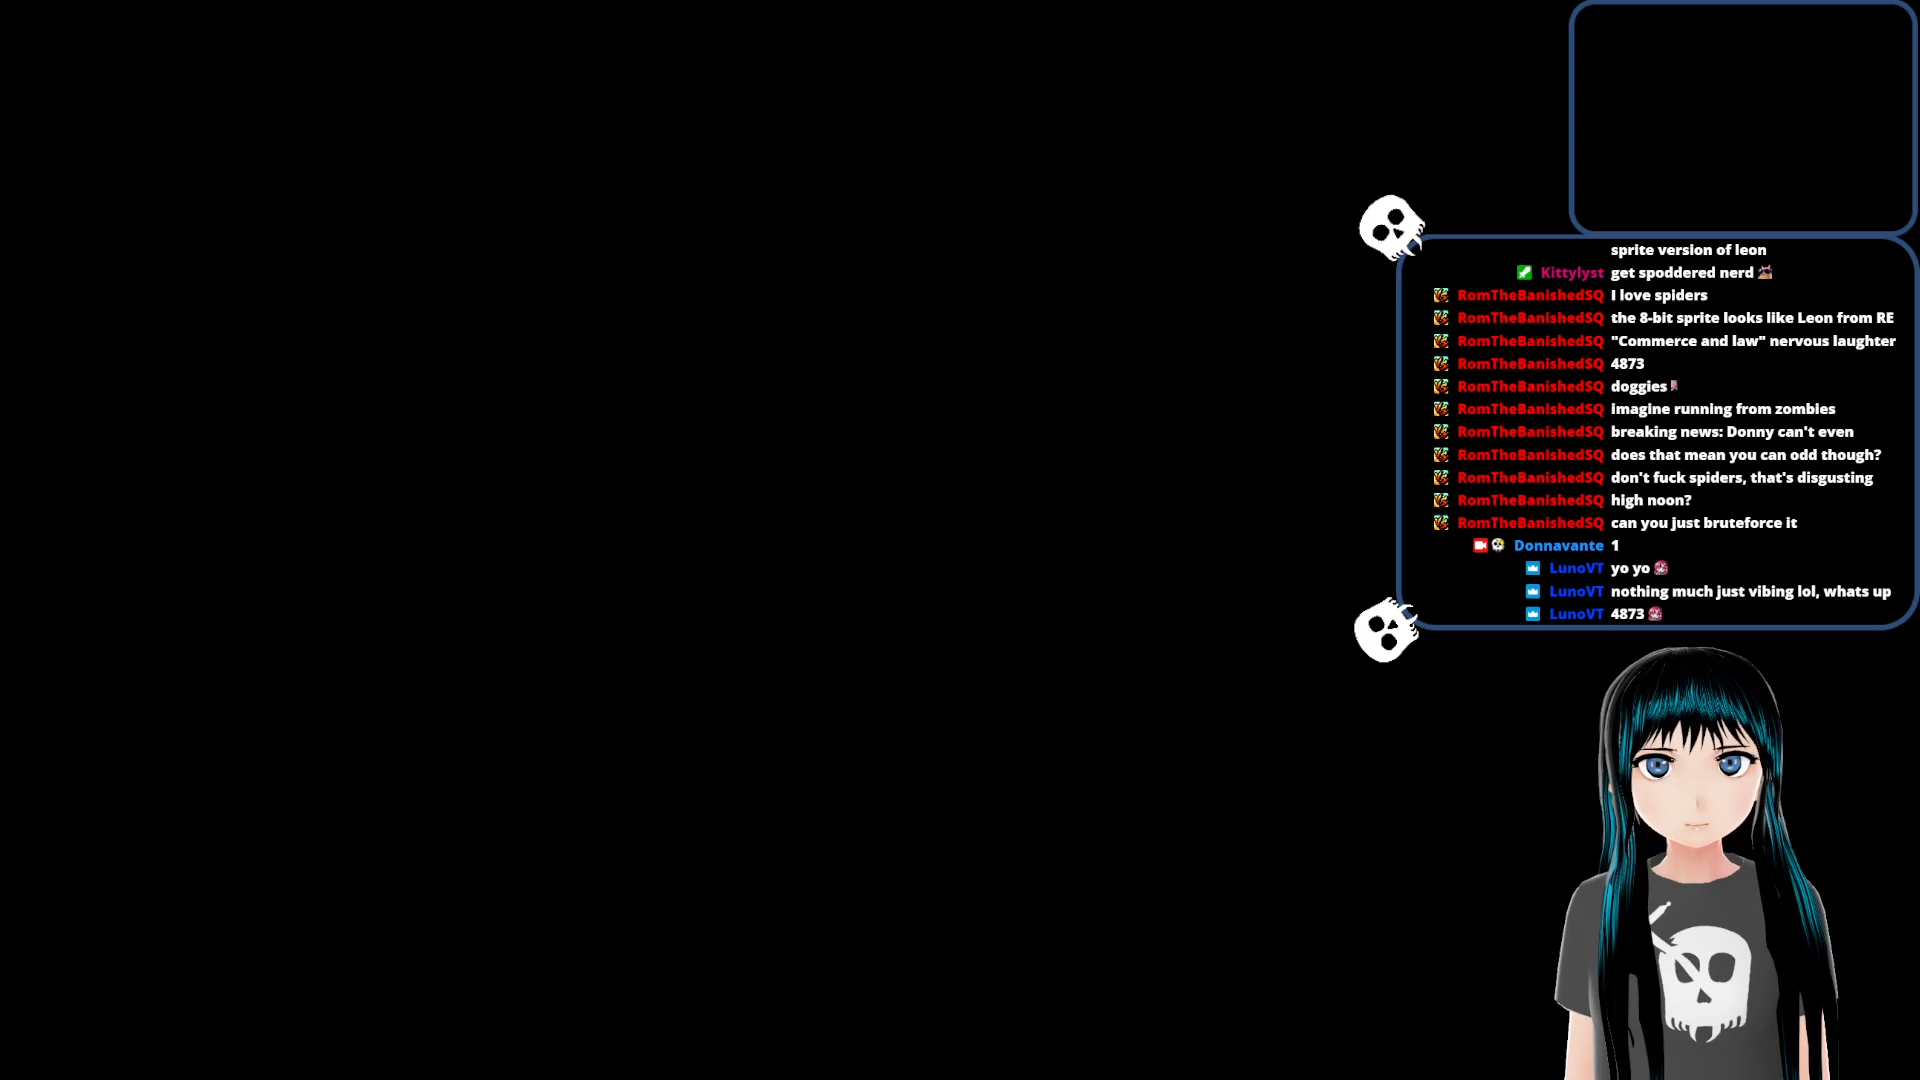 sprite version of leon
Kittylyst get spoddered nerd
RomTheBanishedSQ I love spiders
RomTheBanishedSQ the 8-bit sprite looks like Leon from RE
RomTheBanishedSQ "Commerce and law" nervous laughter
RomTheBanishedSQ 4873
RomTheBanishedSQ doggies
RomTheBanishedSQ imagine running from zombies
RomTheBanishedSQ breaking news: Donny can't even
RomTheBanishedSQ does that mean you can odd though?
RomTheBanishedSQ don't fuck spiders, that's disgusting
RomTheBanishedSQ high noon?
RomTheBanishedSQ can you just bruteforce it
Donnavante 1
LunoVT yo yo
LunoVT nothing much just vibing lol, whats up
LunoVT 4873